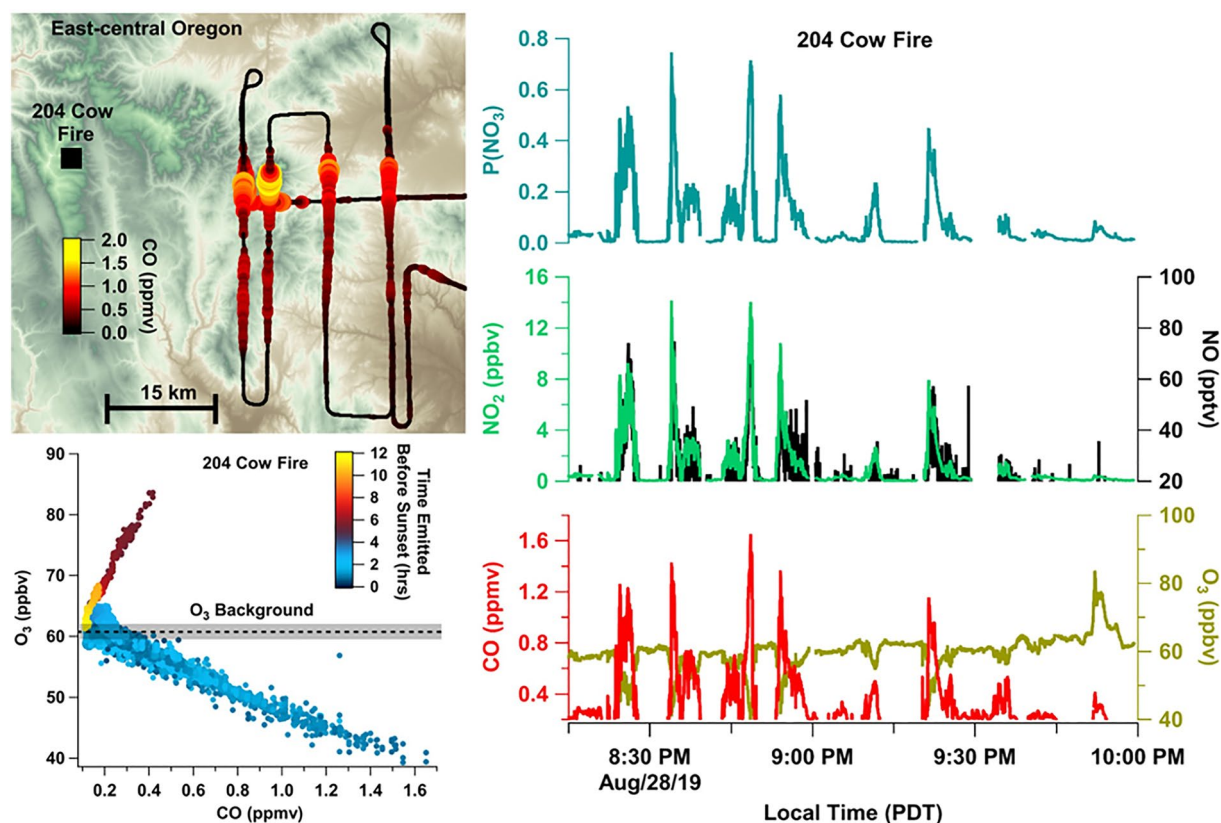 East-central Oregon
204 Cow
Fire
2.0
1.5
1.0
0.5
0.0
CO (ppmv)
15 km
204 Cow Fire
0.8
0.6
0.4
0.2
0.0
P(NO₃)
16
12
8
4
0
NO₂ (ppbv)
100
80
60
40
20
NO (pptv)
1.6
1.2
0.8
0.4
CO (ppmv)
100
80
60
40
O₃ (ppbv)
8:30 PM
9:00 PM
9:30 PM
10:00 PM
Aug/28/19
Local Time (PDT)
204 Cow Fire
90
80
70
60
50
40
O₃ (ppbv)
12
10
8
6
4
2
0
Time Emitted
Before Sunset (hrs)
O₃ Background
0.2
0.4
0.6
0.8
1.0
1.2
1.4
1.6
CO (ppmv)